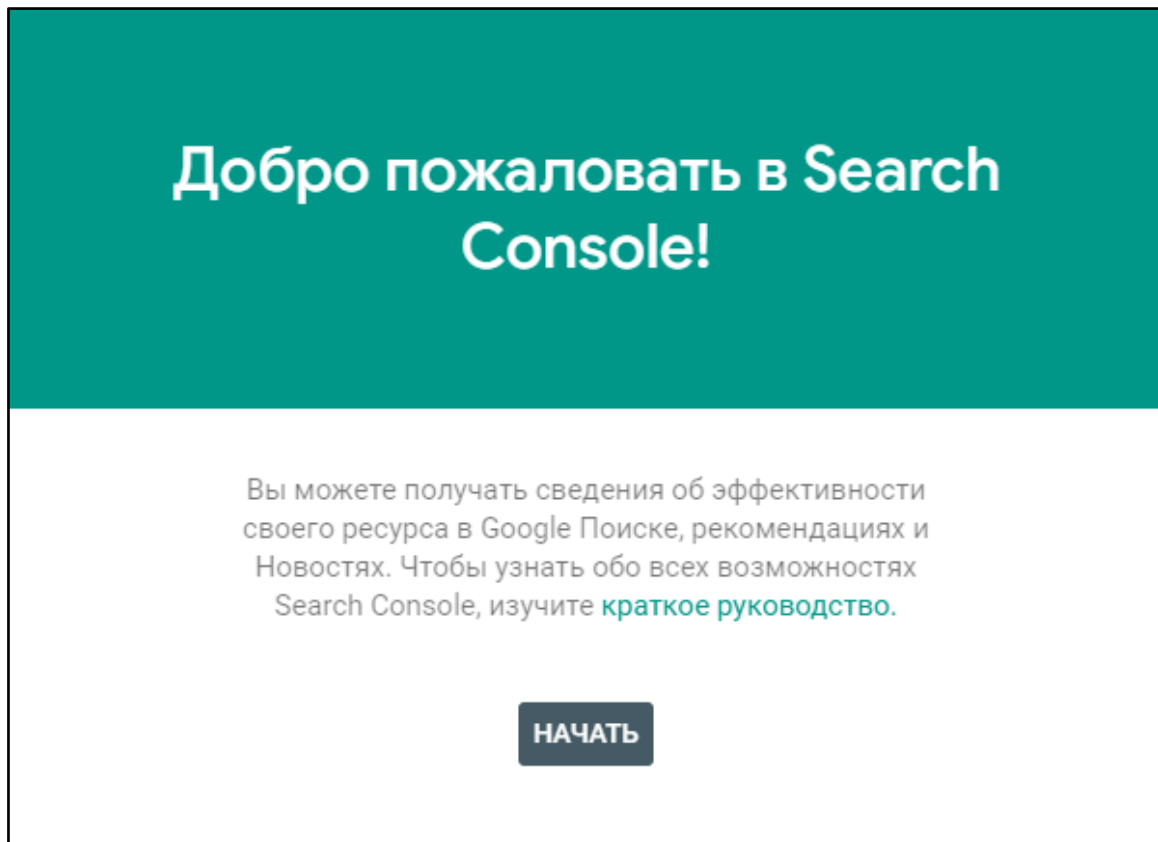 Добро пожаловать в Search
Console!
Вы можете получать сведения об эффективности
своего ресурса в Google Поиске, рекомендациях и
Новостях. Чтобы узнать обо всех возможностях
Search Console, изучите краткое руководство.
НАЧАТЬ